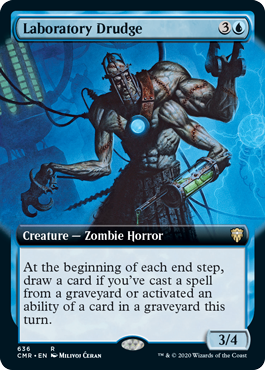 Laboratory Drudge 3
Creature — Zombie Horror
At the beginning of each end step,
draw a card if you've cast a spell
from a graveyard or activated an
ability of a card in a graveyard this
turn.
3/4
636 R
CMR • EN Milivoj Ćeran ™ & © 2020 Wizards of the Coast